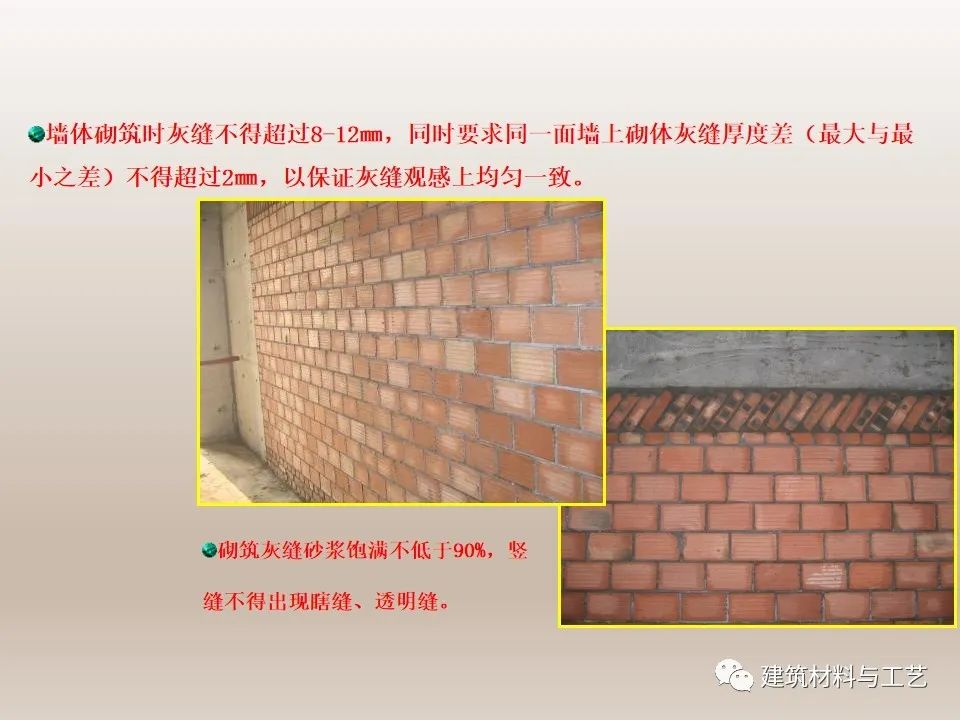 墙体砌筑时灰缝不得超过8-12mm，同时要求同一面墙上砌体灰缝厚度差（最大与最
小之差）不得超过2mm，以保证灰缝观感上均匀一致。
砌筑灰缝砂浆饱满不低于90%，竖
缝不得出现瞎缝、透明缝。
建筑材料与工艺